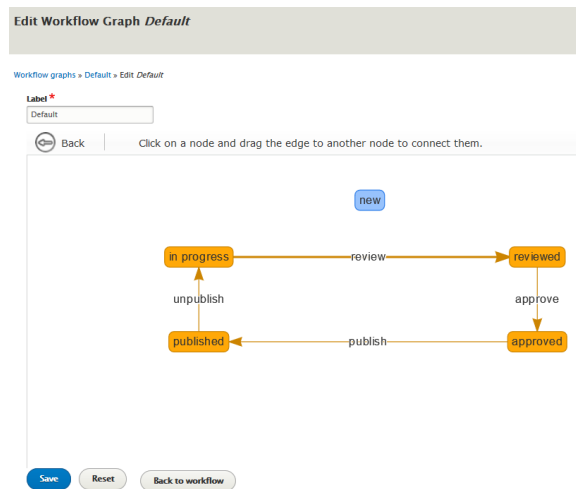 Edit Workflow Graph Default
Workflow graphs » Default » Edit Default
Label *
Default
Back Click on a node and drag the edge to another node to connect them.
new
in progress review reviewed
unpublish approve
published publish approved
Save Reset Back to workflow